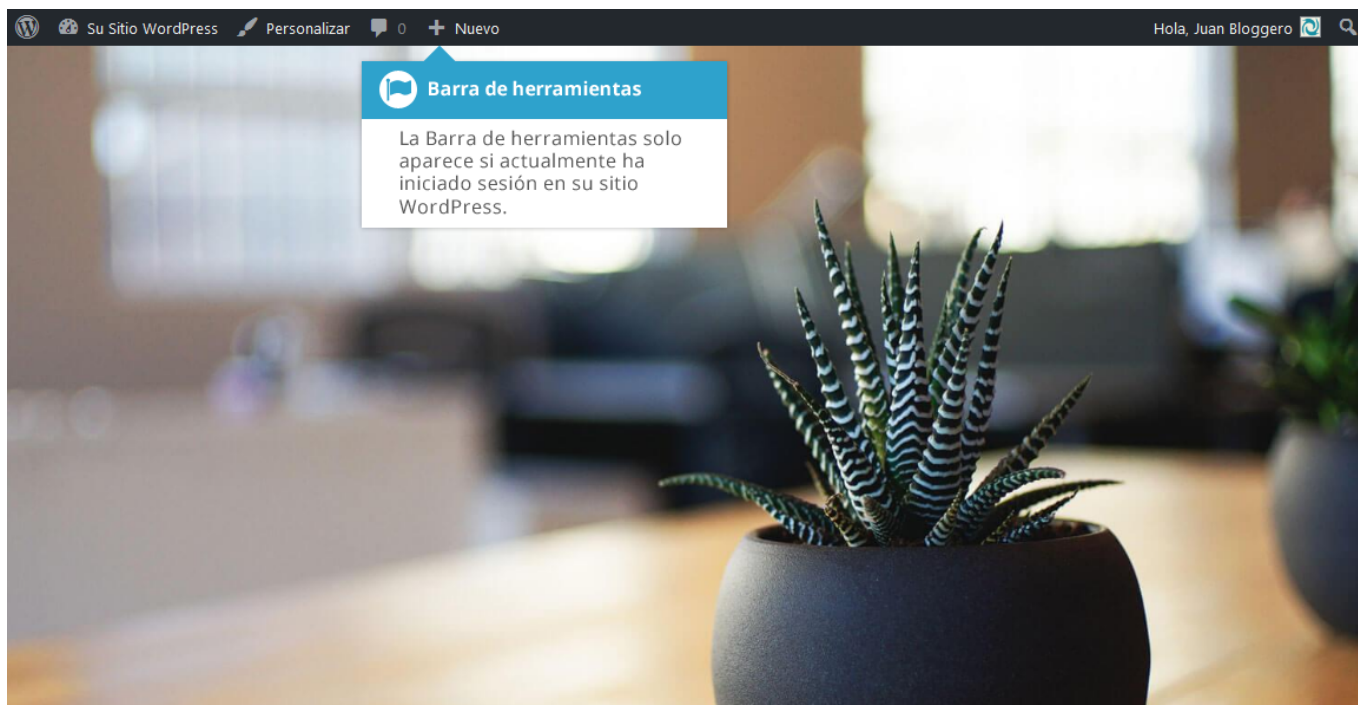 Su Sitio WordPress Personalizar 0 Nuevo Hola, Juan Bloggero
Barra de herramientas
La Barra de herramientas solo
aparece si actualmente ha
iniciado sesión en su sitio
WordPress.